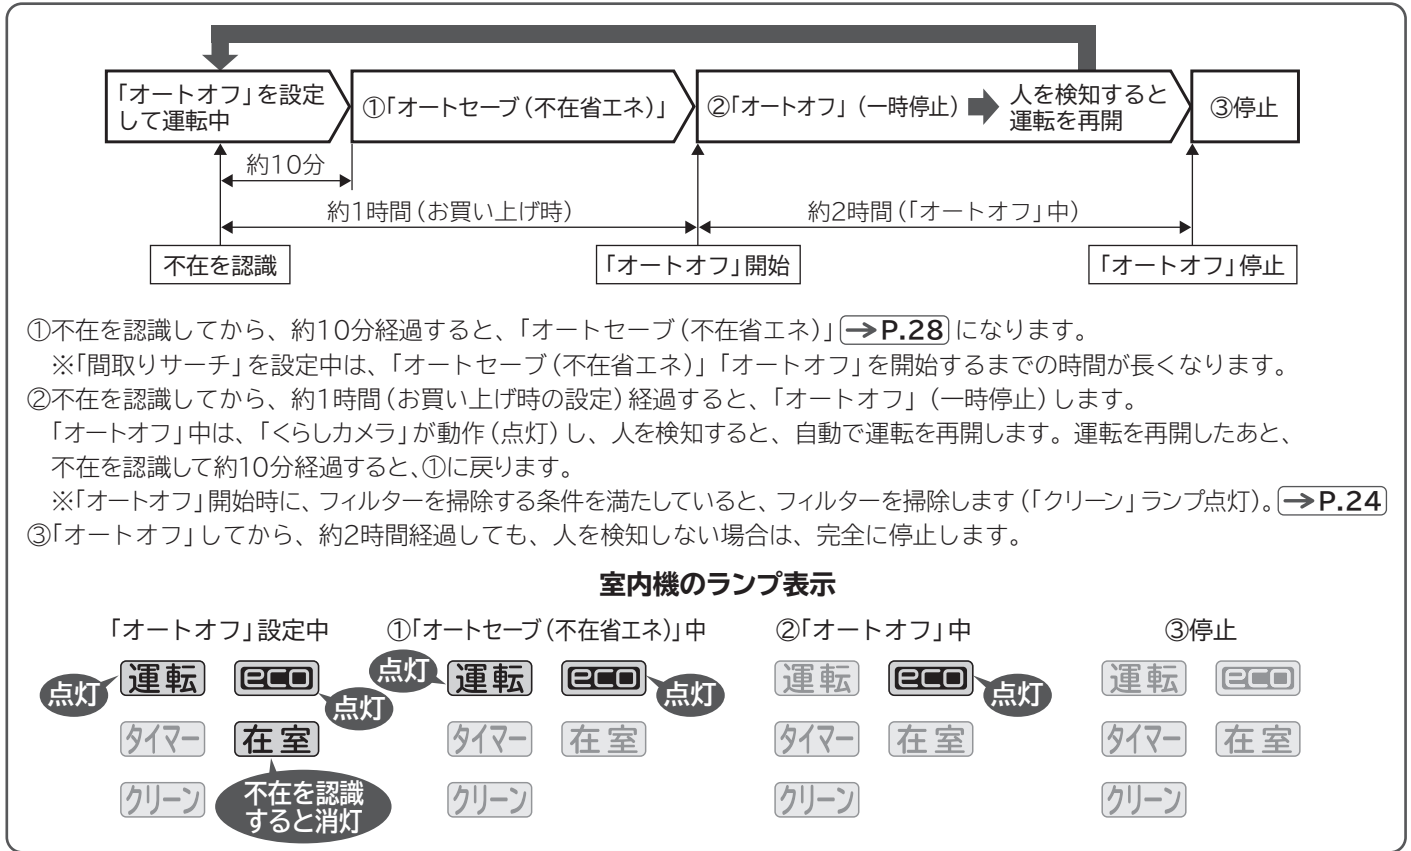 「オートオフ」を設定
して運転中
①「オートセーブ(不在省エネ)」
②「オートオフ」(一時停止)
人を検知すると
運転を再開
③停止
約10分
約1時間(お買い上げ時)
約2時間(「オートオフ」中)
不在を認識
「オートオフ」開始
「オートオフ」停止
①不在を認識してから、約10分経過すると、「オートセーブ(不在省エネ)」→P.28になります。
※「間取りサーチ」を設定中は、「オートセーブ(不在省エネ)」「オートオフ」を開始するまでの時間が長くなります。
②不在を認識してから、約1時間(お買い上げ時の設定)経過すると、「オートオフ」(一時停止)します。
「オートオフ」中は、「くらしカメラ」が動作(点灯)し、人を検知すると、自動で運転を再開します。運転を再開したあと、
不在を認識して約10分経過すると、①に戻ります。
※「オートオフ」開始時に、フィルターを掃除する条件を満たしていると、フィルターを掃除します(「クリーン」ランプ点灯)。→P.24
③「オートオフ」してから、約2時間経過しても、人を検知しない場合は、完全に停止します。
室内機のランプ表示
「オートオフ」設定中
点灯
運転
eco
点灯
タイマー
在室
クリーン
不在を認識
すると消灯
①「オートセーブ(不在省エネ)」中
点灯
運転
eco
点灯
タイマー
在室
クリーン
②「オートオフ」中
運転
eco
点灯
タイマー
在室
クリーン
③停止
運転
eco
タイマー
在室
クリーン